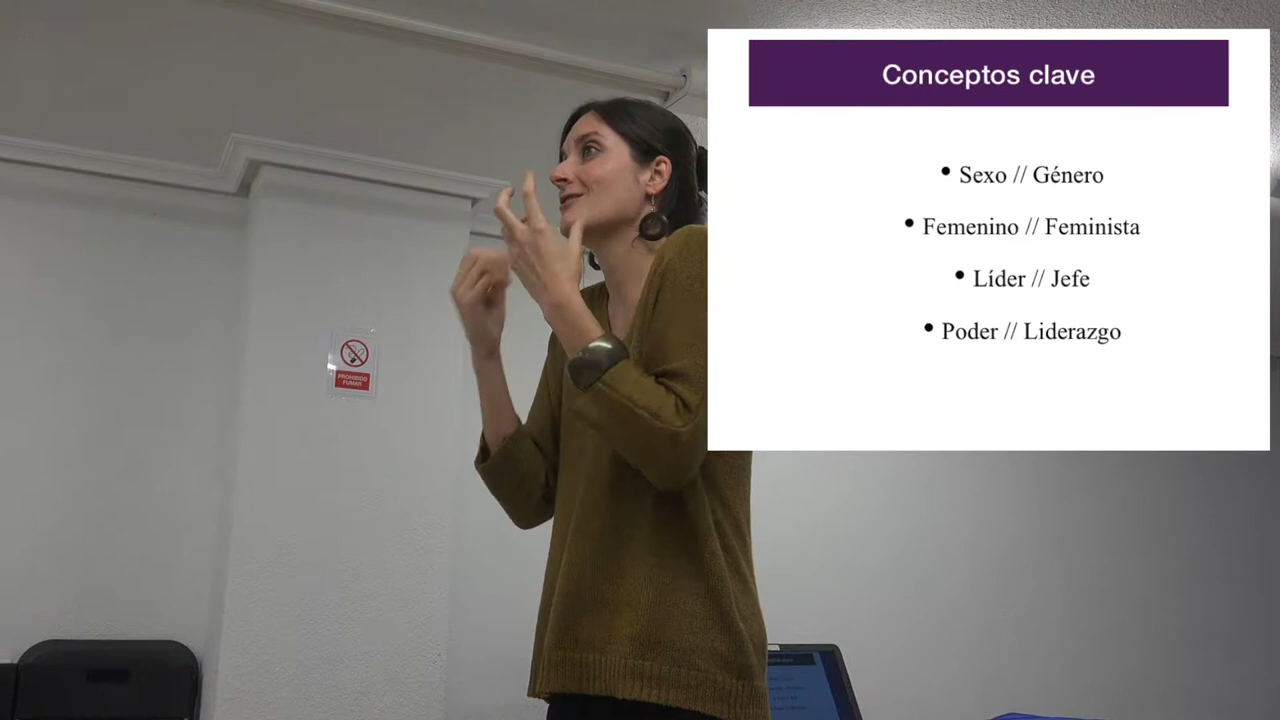 Conceptos clave
• Sexo // Género
• Femenino // Feminista
• Líder // Jefe
• Poder // Liderazgo
PROHIBIDO
FUMAR